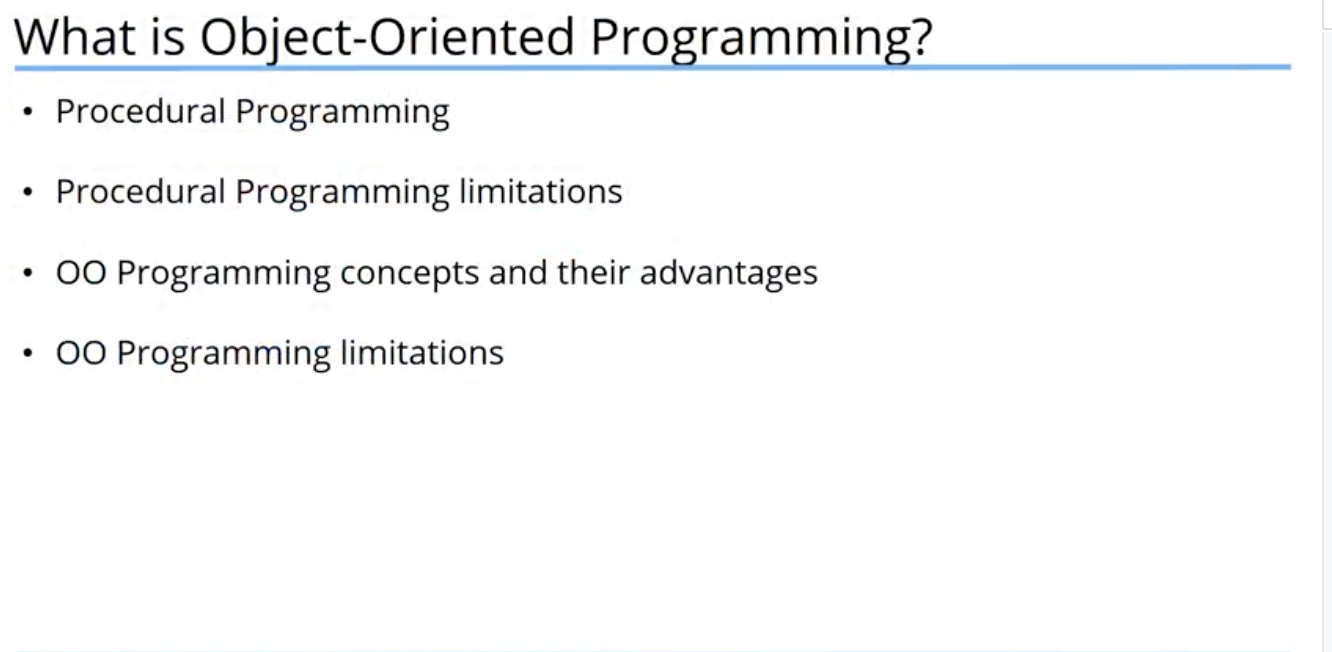 What is Object-Oriented Programming?
• Procedural Programming
• Procedural Programming limitations
• OO Programming concepts and their advantages
• OO Programming limitations